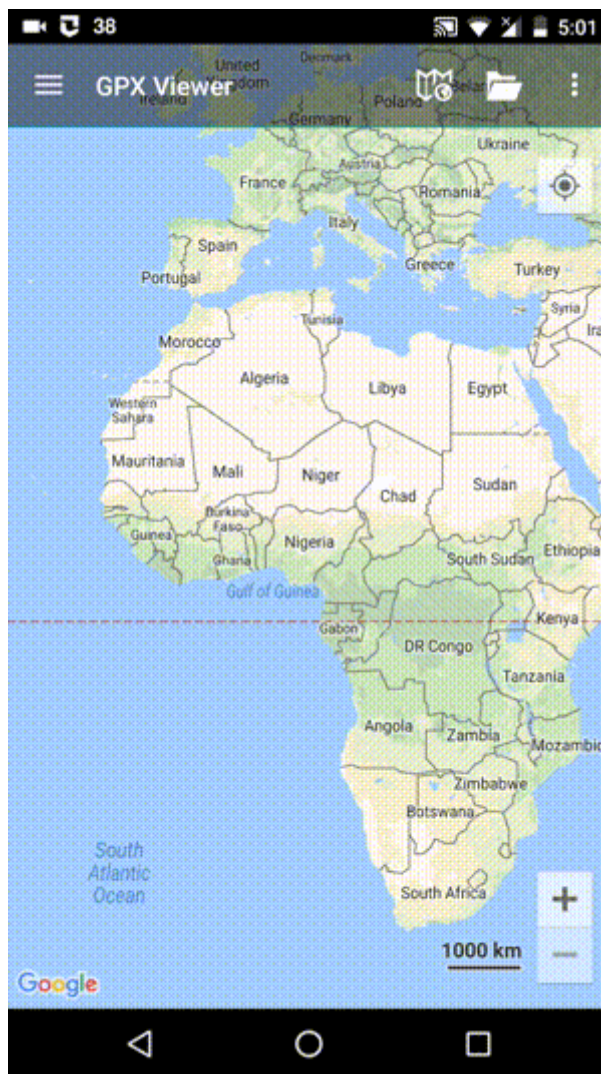 38
5:01
GPX Viewer
United
Kingdom
Denmark
Ireland
Poland
Belarus
Germany
Ukraine
Austria
France
Romania
Italy
Spain
Greece
Portugal
Turkey
Syria
Tunisia
Ira
Morocco
Algeria
Libya
Egypt
Western
Sahara
Mauritania
Mali
Niger
Chad
Sudan
Burkina
Faso
Guinea
Nigeria
Ghana
South Sudan
Ethiopia
Gulf of Guinea
Kenya
Gabon
DR Congo
Tanzania
Angola
Zambia
Mozambic
Zimbabwe
Botswana
South
Atlantic
Ocean
South Africa
1000 km
Google